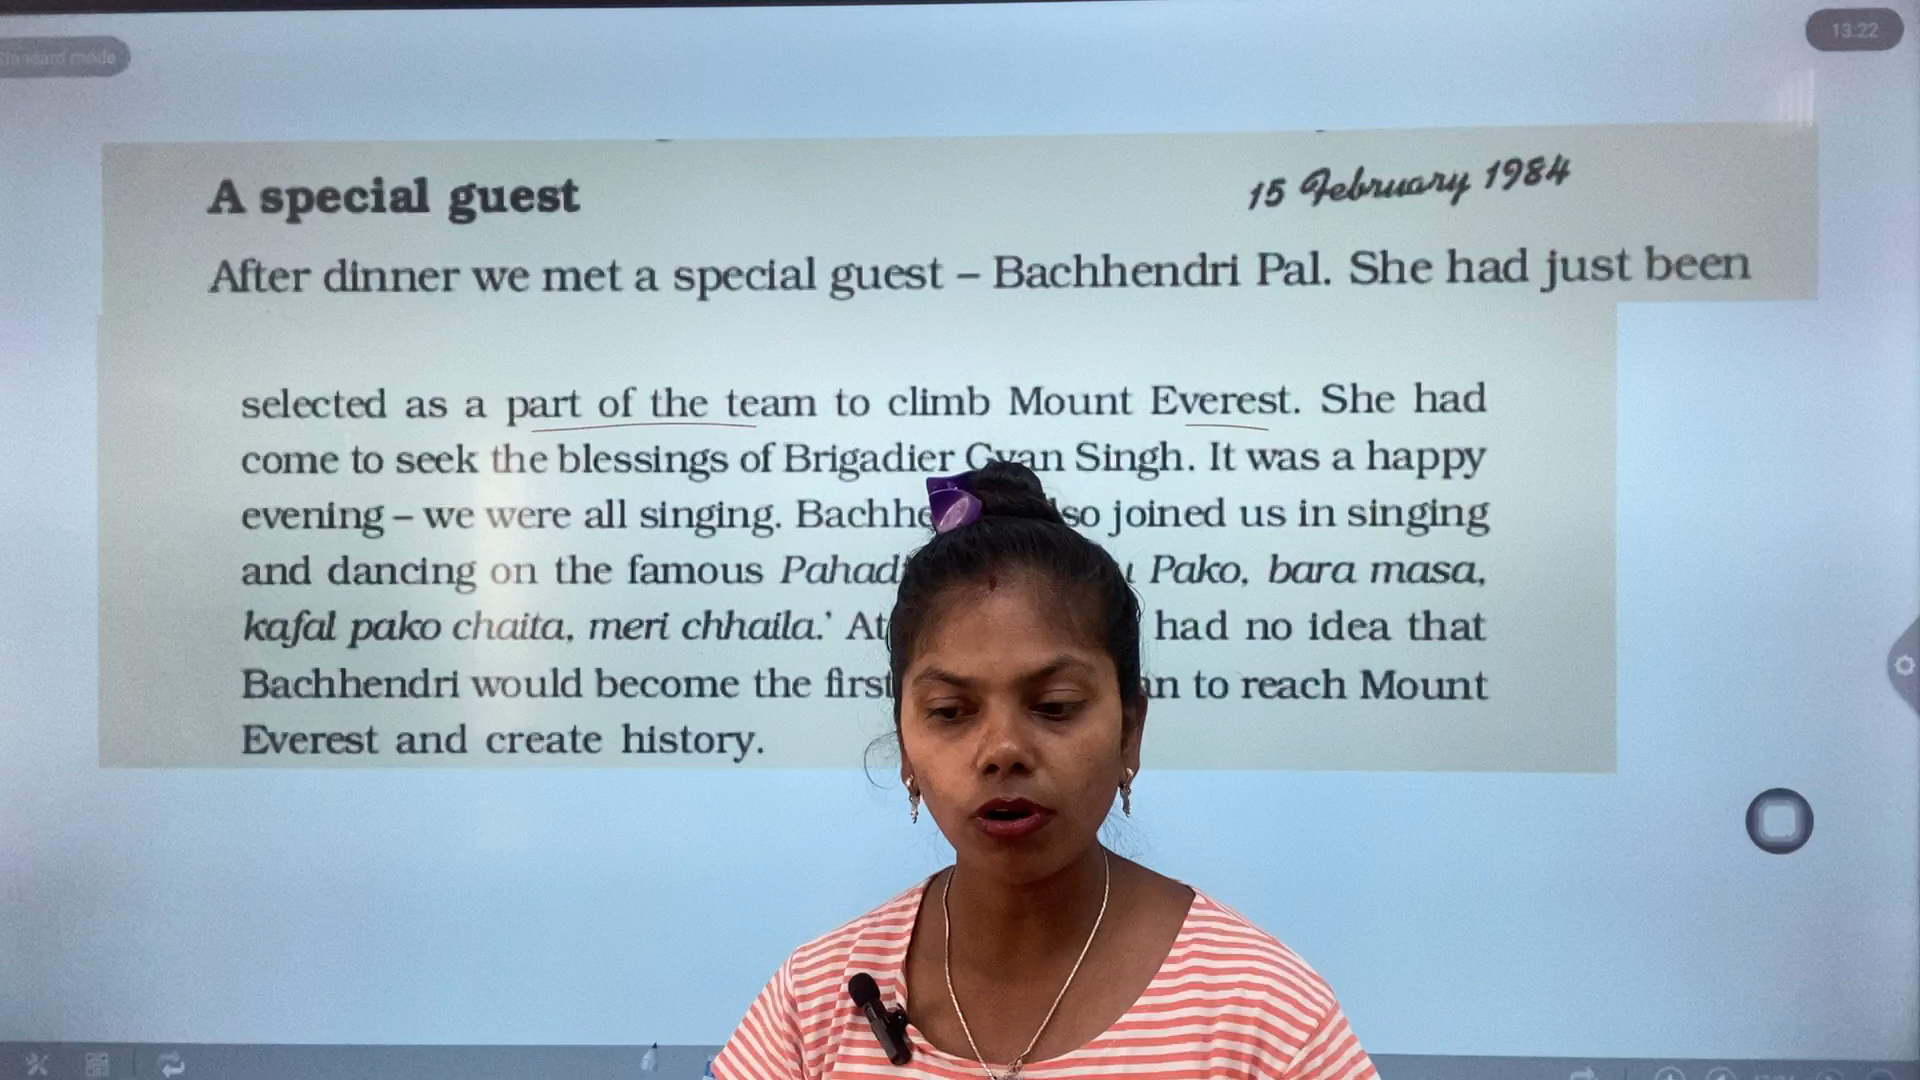 Standard mode
13:22
A special guest
15 February 1984
After dinner we met a special guest – Bachhendri Pal. She had just been
selected as a part of the team to climb Mount Everest. She had
come to seek the blessings of Brigadier Gyan Singh. It was a happy
evening – we were all singing. joined us in singing
and dancing on the famous Pako, bara masa,
kafal pako chaita, meri chhaila.' At had no idea that
Bachhendri would become the first to reach Mount
Everest and create history.